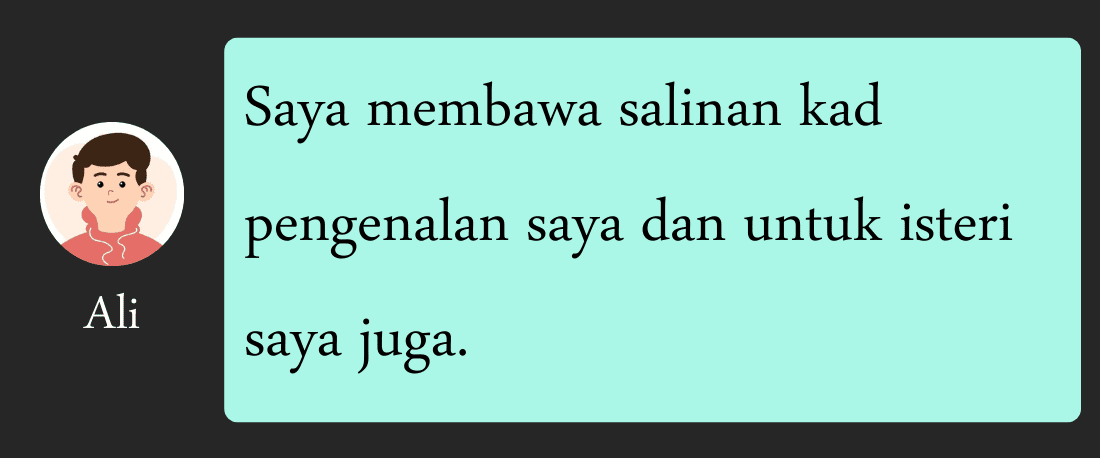 Saya membawa salinan kad
pengenalan saya dan untuk isteri
saya juga.
Ali